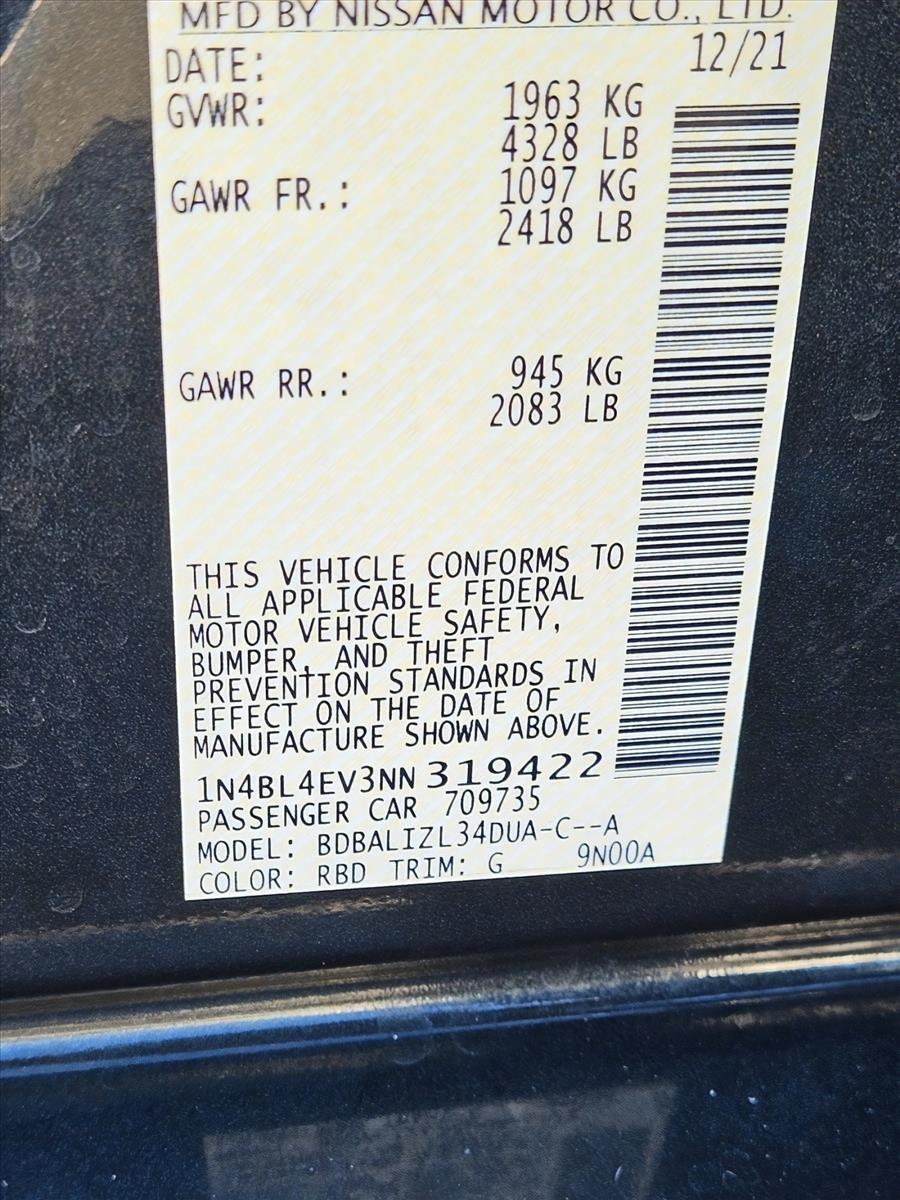 MFD BY NISSAN MOTOR CO., LTD.
DATE: 12/21
GVWR: 1963 KG
4328 LB
GAWR FR.: 1097 KG
2418 LB
GAWR RR.: 945 KG
2083 LB
THIS VEHICLE CONFORMS TO
ALL APPLICABLE FEDERAL
MOTOR VEHICLE SAFETY,
BUMPER, AND THEFT
PREVENTION STANDARDS IN
EFFECT ON THE DATE OF
MANUFACTURE SHOWN ABOVE.
1N4BL4EV3NN 319422
PASSENGER CAR 709735
MODEL: BDBALIZL34DUA-C--A
COLOR: RBD TRIM: G 9N00A